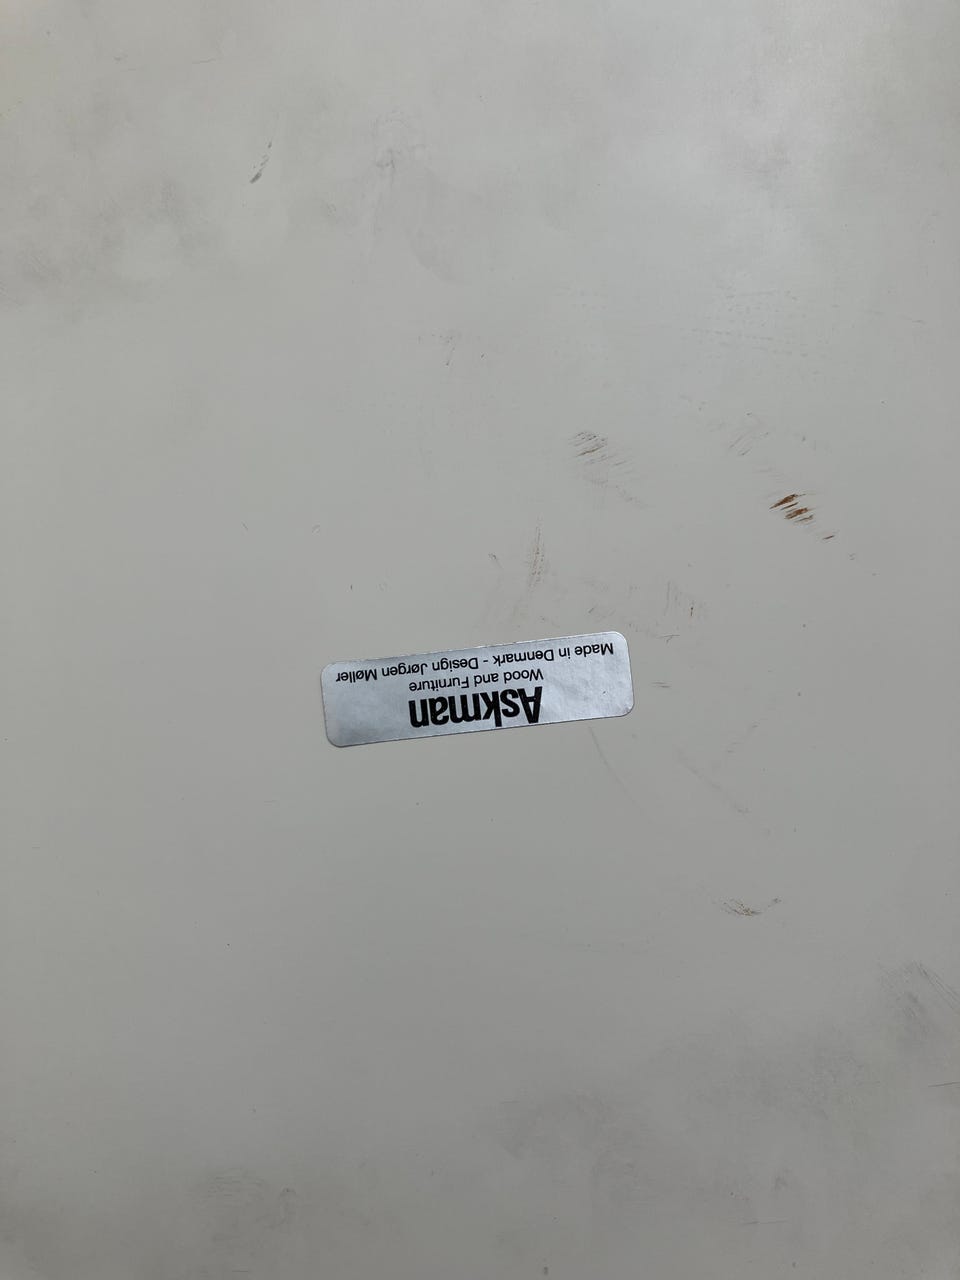 Askman
Wood and Furniture
Made in Denmark - Design Jørgen Møller